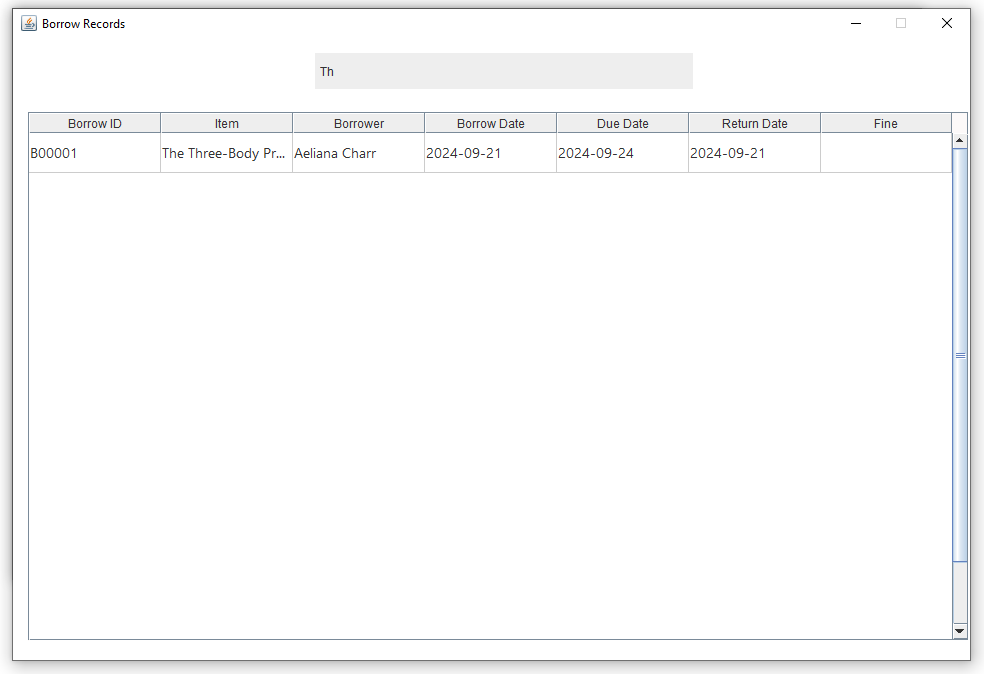 Borrow Records
Th
Borrow ID Item Borrower Borrow Date Due Date Return Date Fine
B00001 The Three-Body Pr... Aeliana Charr 2024-09-21 2024-09-24 2024-09-21